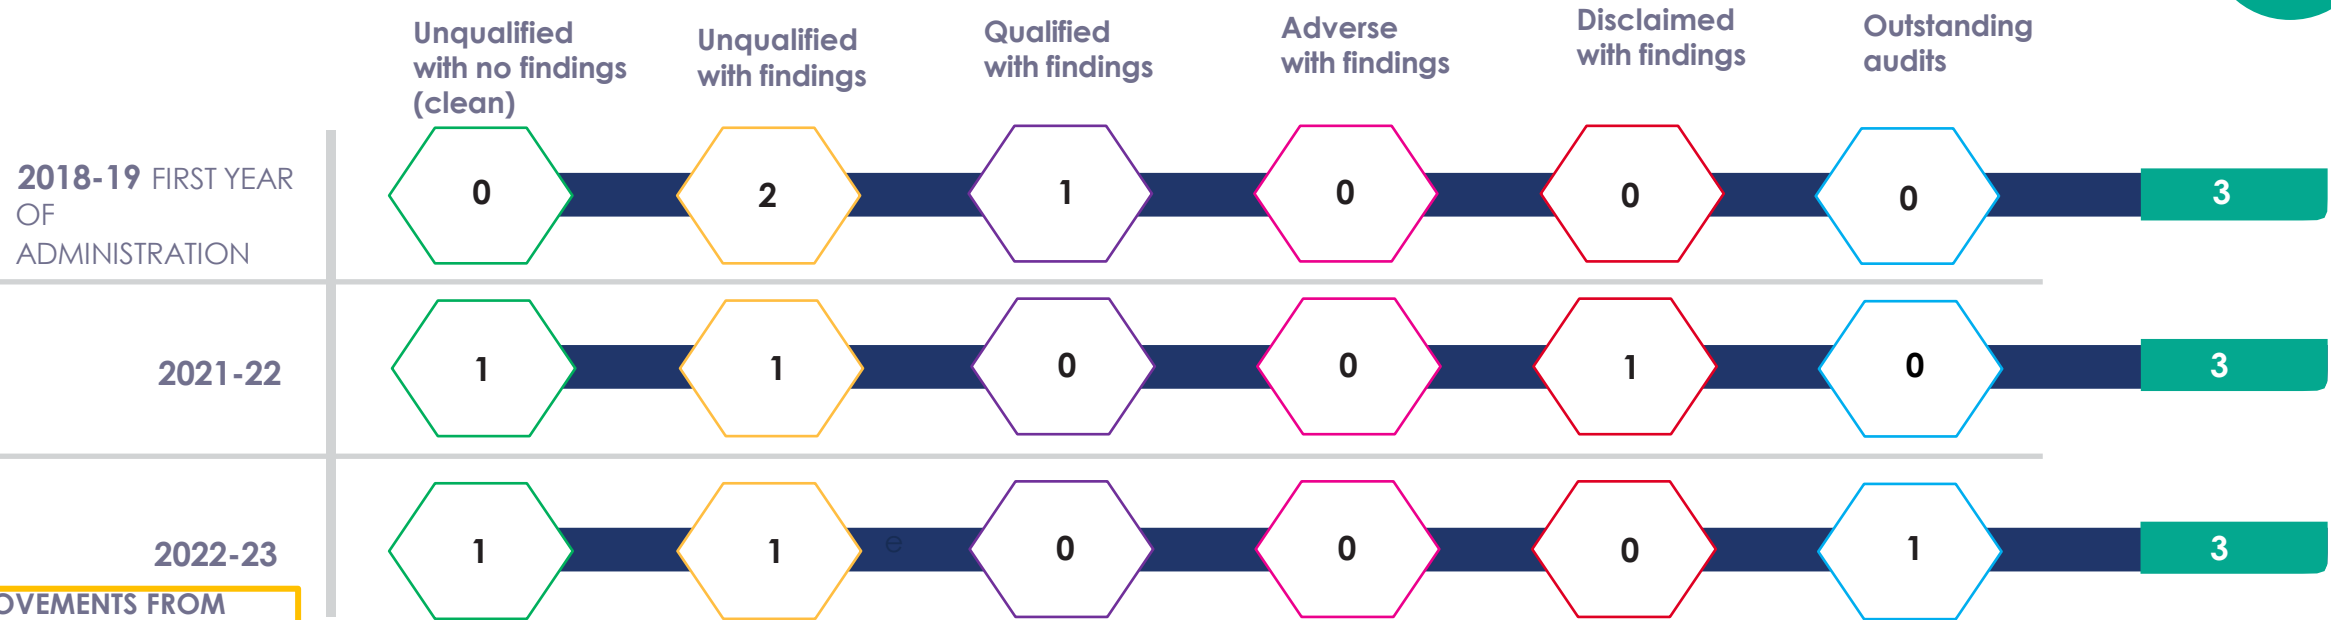 Unqualified
with no findings
(clean)
Unqualified
with findings
Qualified
with findings
Adverse
with findings
Disclaimed
with findings
Outstanding
audits
2018-19 FIRST YEAR
OF
ADMINISTRATION
0
2
1
0
0
0
3
2021-22
1
1
0
0
1
0
3
2022-23
1
1
e
0
0
0
1
3
OVEMENTS FROM